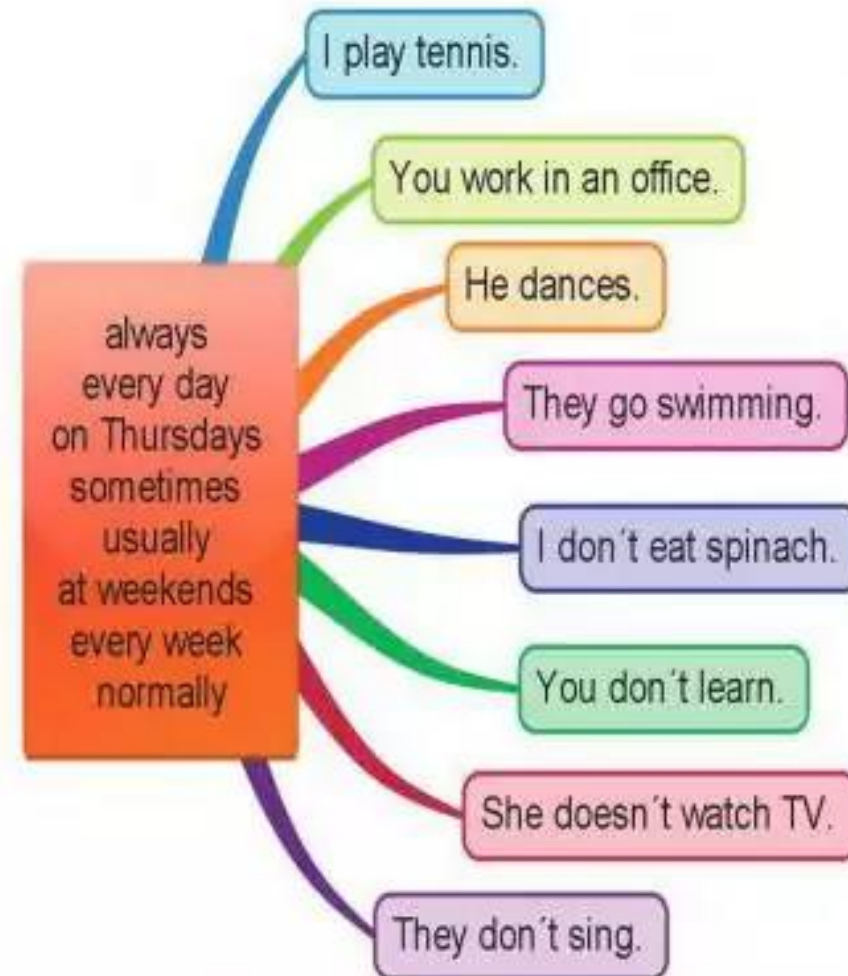 I play tennis.
You work in an office.
He dances.
always
every day
on Thursdays
sometimes
usually
at weekends
every week
normally
They go swimming.
I don´t eat spinach.
You don´t learn.
She doesn´t watch TV.
They don´t sing.